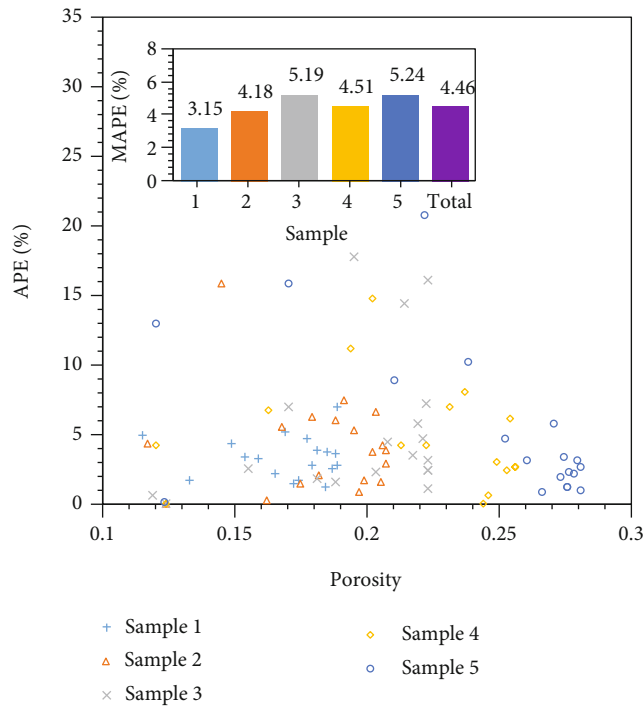 35
30
25
20
15
10
5
0
APE (%)
8
6
4
2
0
MAPE (%)
3.15
4.18
5.19
4.51
5.24
4.46
1 2 3 4 5 Total
Sample
0.1 0.15 0.2 0.25 0.3
Porosity
Sample 1
Sample 2
Sample 3
Sample 4
Sample 5